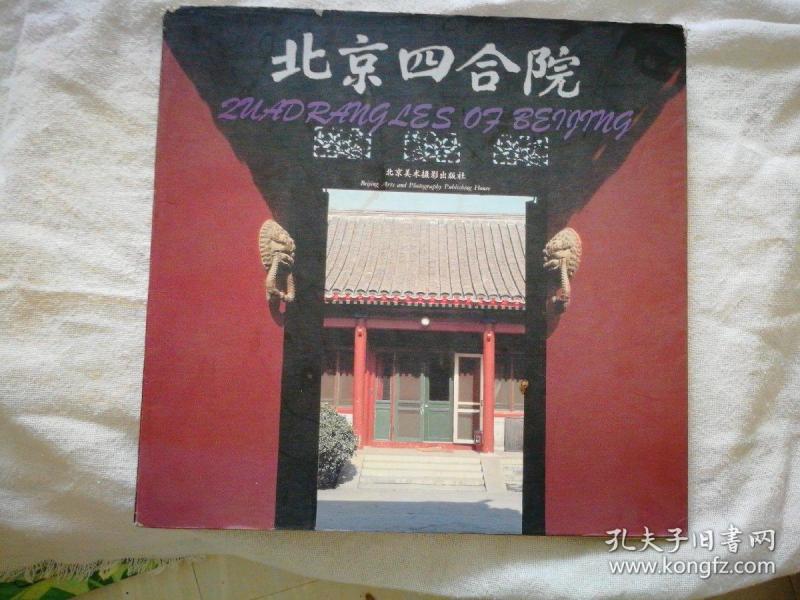 北京四合院
QUADRANGLES OF BEIJING
北京美术摄影出版社
Beijing Arts and Photography Publishing House
孔夫子旧书网
www.kongfz.com